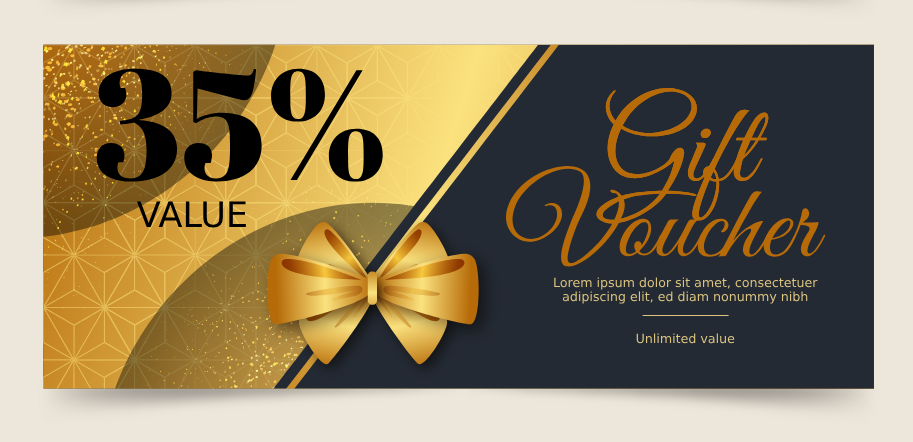 35%
VALUE
Gift
Voucher
Lorem ipsum dolor sit amet, consectetuer
adipiscing elit, ed diam nonummy nibh
Unlimited value